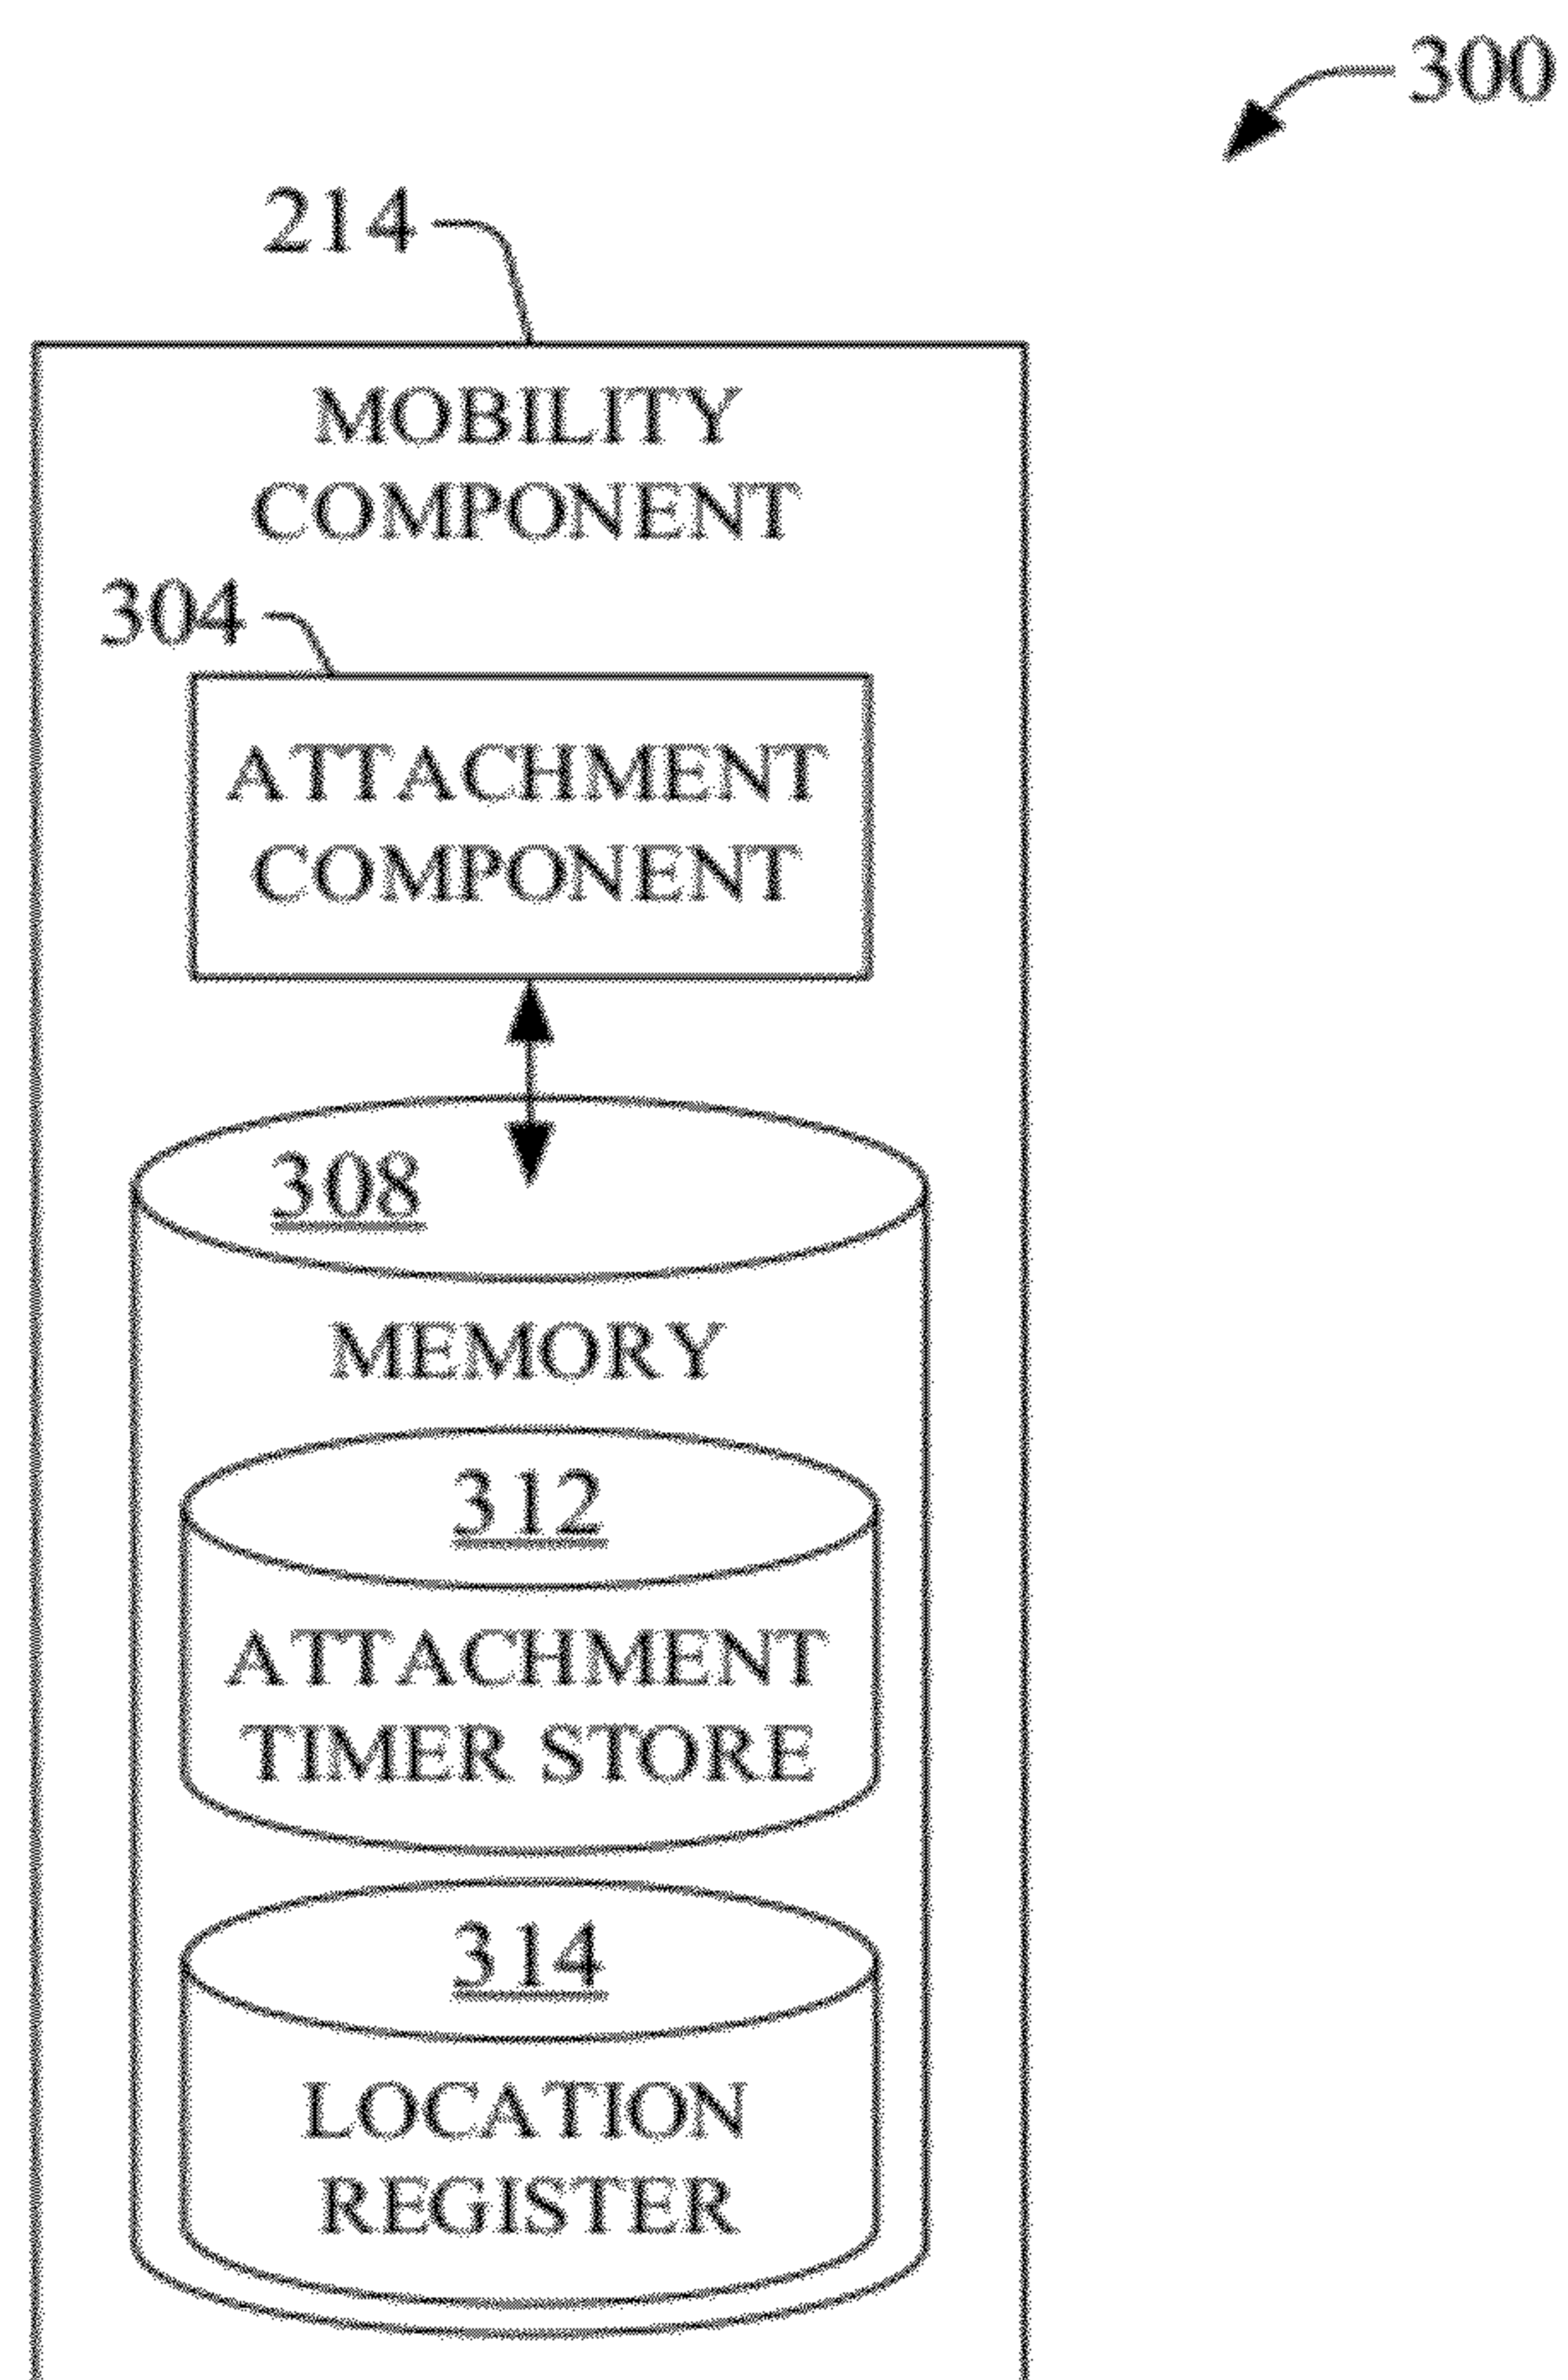 300
214
MOBILITY
COMPONENT
304
ATTACHMENT
COMPONENT
308
MEMORY
312
ATTACHMENT
TIMER STORE
314
LOCATION
REGISTER